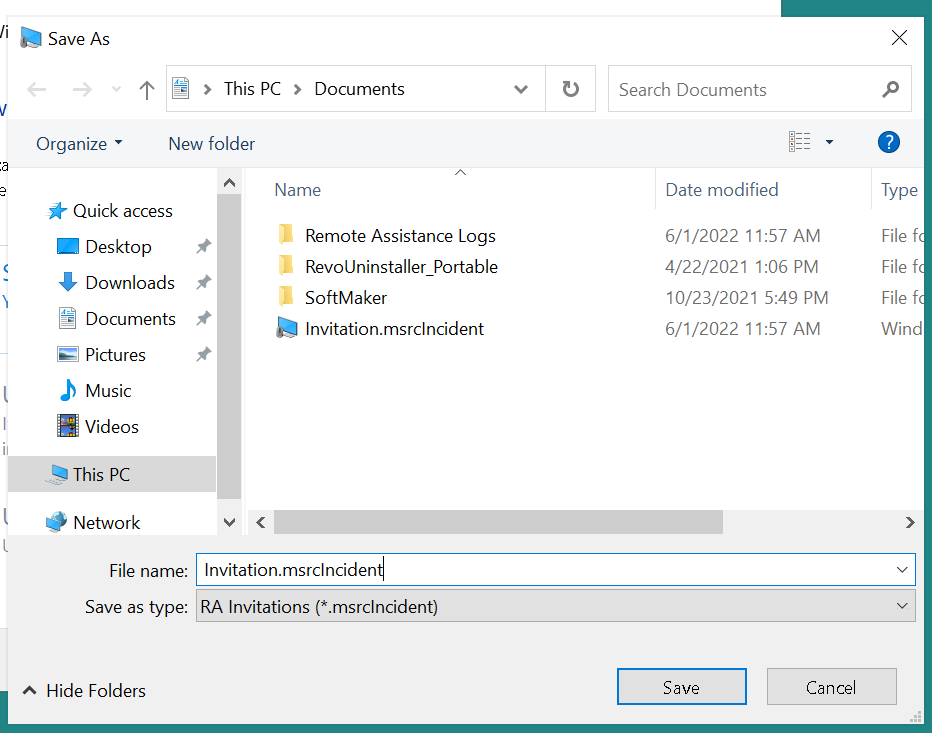 Save As
This PC Documents
Search Documents
Organize New folder
?
Name Date modified Type
Quick access
Desktop
Downloads
Documents
Pictures
Music
Videos
This PC
Network
Remote Assistance Logs 6/1/2022 11:57 AM File fo
RevoUninstaller_Portable 4/22/2021 1:06 PM File fo
SoftMaker 10/23/2021 5:49 PM File fo
Invitation.msrcIncident 6/1/2022 11:57 AM Wind
File name: Invitation.msrcIncident
Save as type: RA Invitations (*.msrcIncident)
Hide Folders
Save Cancel